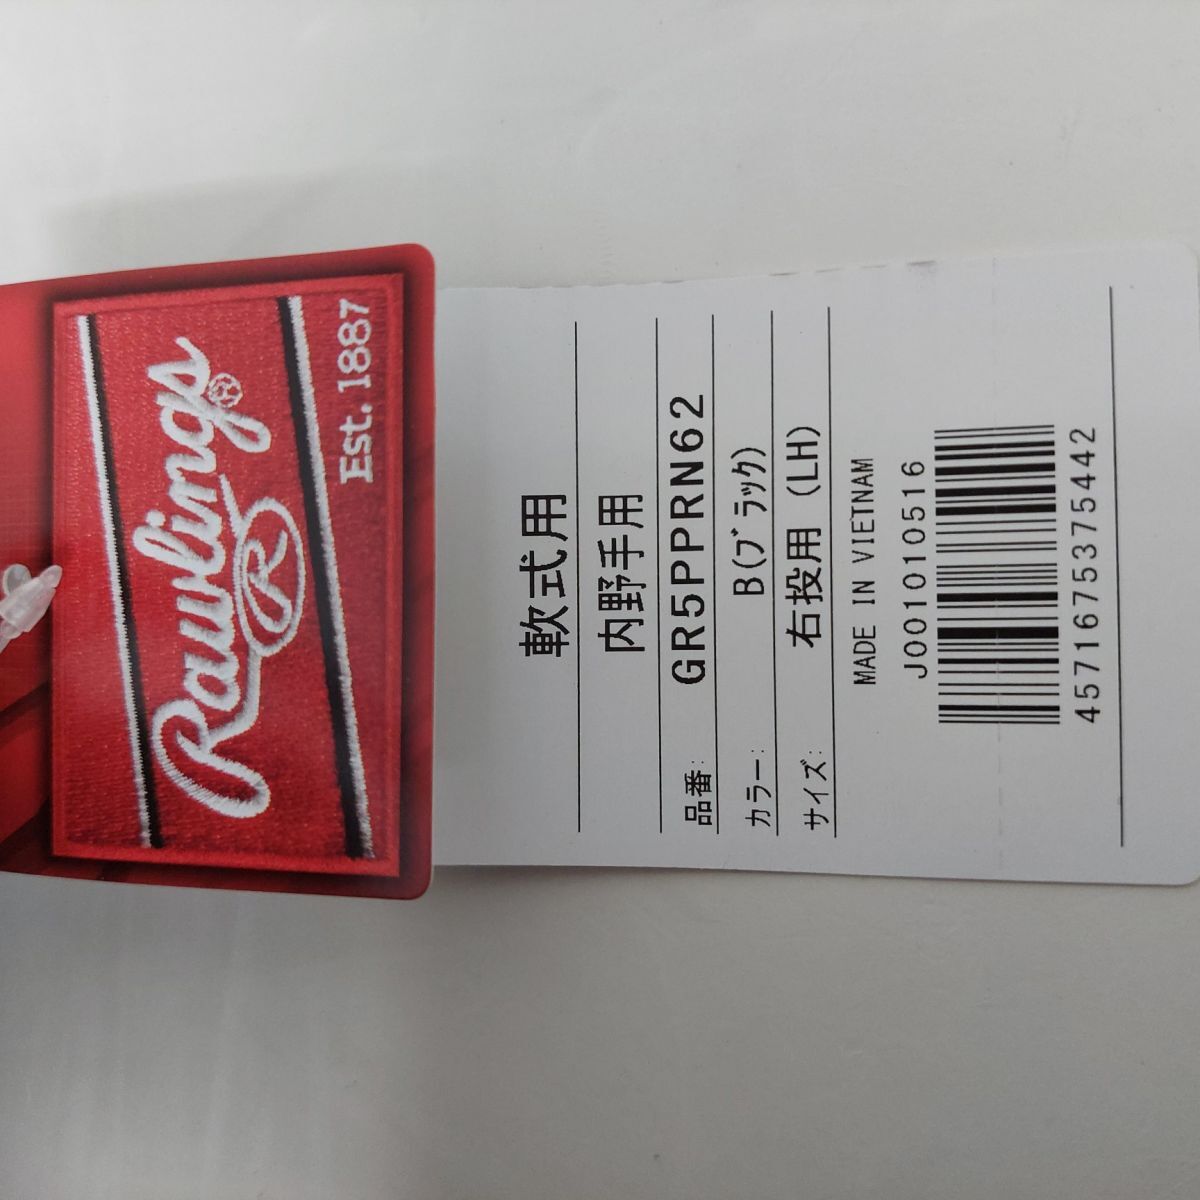 Rawlings
R
Est. 1887
軟式用
内野手用
品番: GR5PPRN62
カラー: B(ﾌﾞﾗｯｸ)
サイズ: 右投用 (LH)
MADE IN VIETNAM
J0010110516
4571675375442